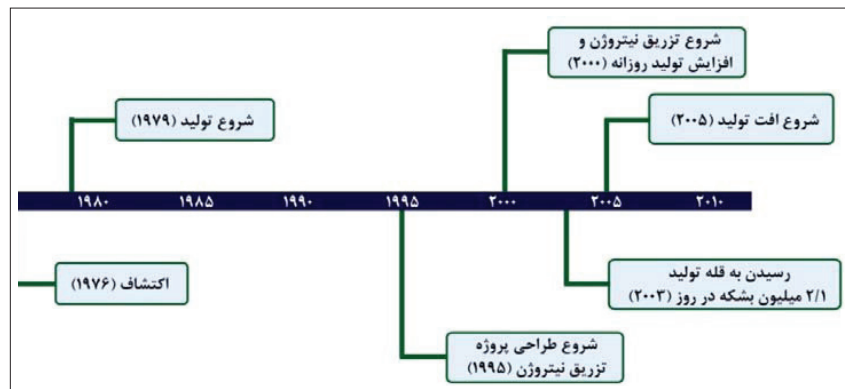 شروع تزریق نیتروژن و
افزایش تولید روزانه (۲۰۰۰)
شروع تولید (۱۹۷۹)
شروع افت تولید (۲۰۰۵)
۱۹۸۰ ۱۹۸۵ ۱۹۹۰ ۱۹۹۵ ۲۰۰۰ ۲۰۰۵ ۲۰۱۰
اکتشاف (۱۹۷۶)
رسیدن به قله تولید
۲/۱ میلیون بشکه در روز (۲۰۰۳)
شروع طراحی پروژه
تزریق نیتروژن (۱۹۹۵)